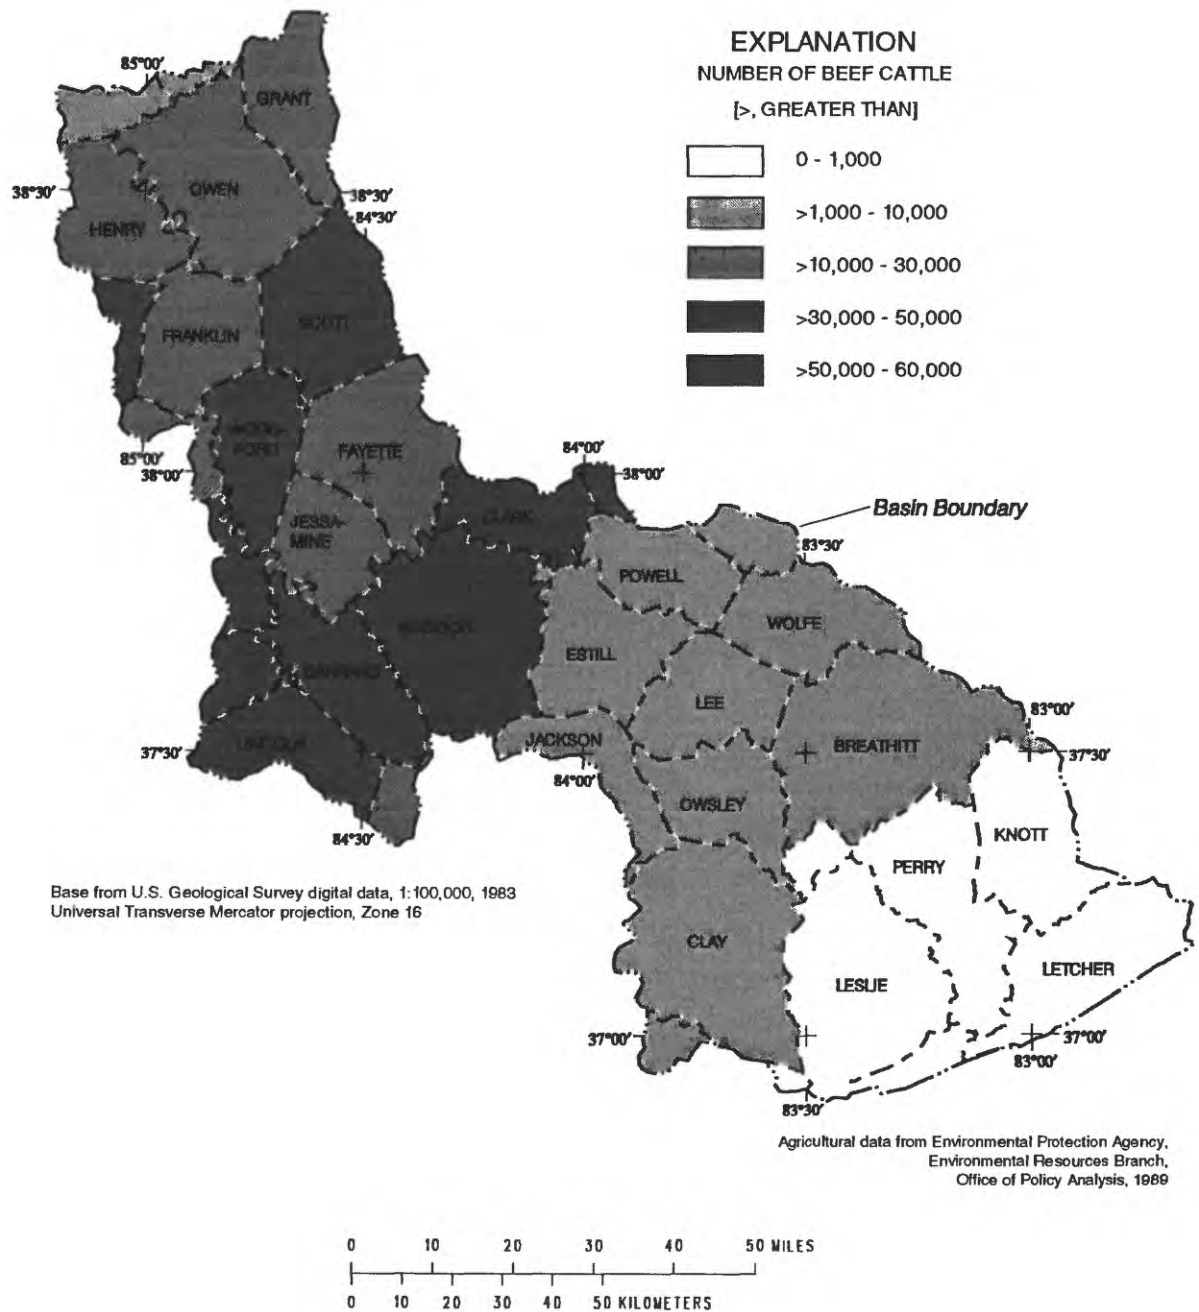 EXPLANATION
NUMBER OF BEEF CATTLE
[>, GREATER THAN]
0 - 1,000
>1,000 - 10,000
>10,000 - 30,000
>30,000 - 50,000
>50,000 - 60,000
85°00'
GRANT
38°30'
OWEN
38°30'
84°30'
HENRY
SCOTT
FRANKLIN
WOOD-
FORD
FAYETTE
85°00'
38°00'
84°00'
38°00'
Basin Boundary
CLARK
JESSA-
MINE
83°30'
POWELL
WOLFE
MADISON
ESTILL
GARRARD
LEE
83°00'
37°30'
LINCOLN
JACKSON
BREATHITT
37°30'
84°00'
OWSLEY
84°30'
KNOTT
PERRY
Base from U.S. Geological Survey digital data, 1:100,000, 1983
Universal Transverse Mercator projection, Zone 16
CLAY
LETCHER
LESLIE
37°00'
37°00'
83°00'
83°30'
Agricultural data from Environmental Protection Agency,
Environmental Resources Branch,
Office of Policy Analysis, 1989
0 10 20 30 40 50 MILES
0 10 20 30 40 50 KILOMETERS